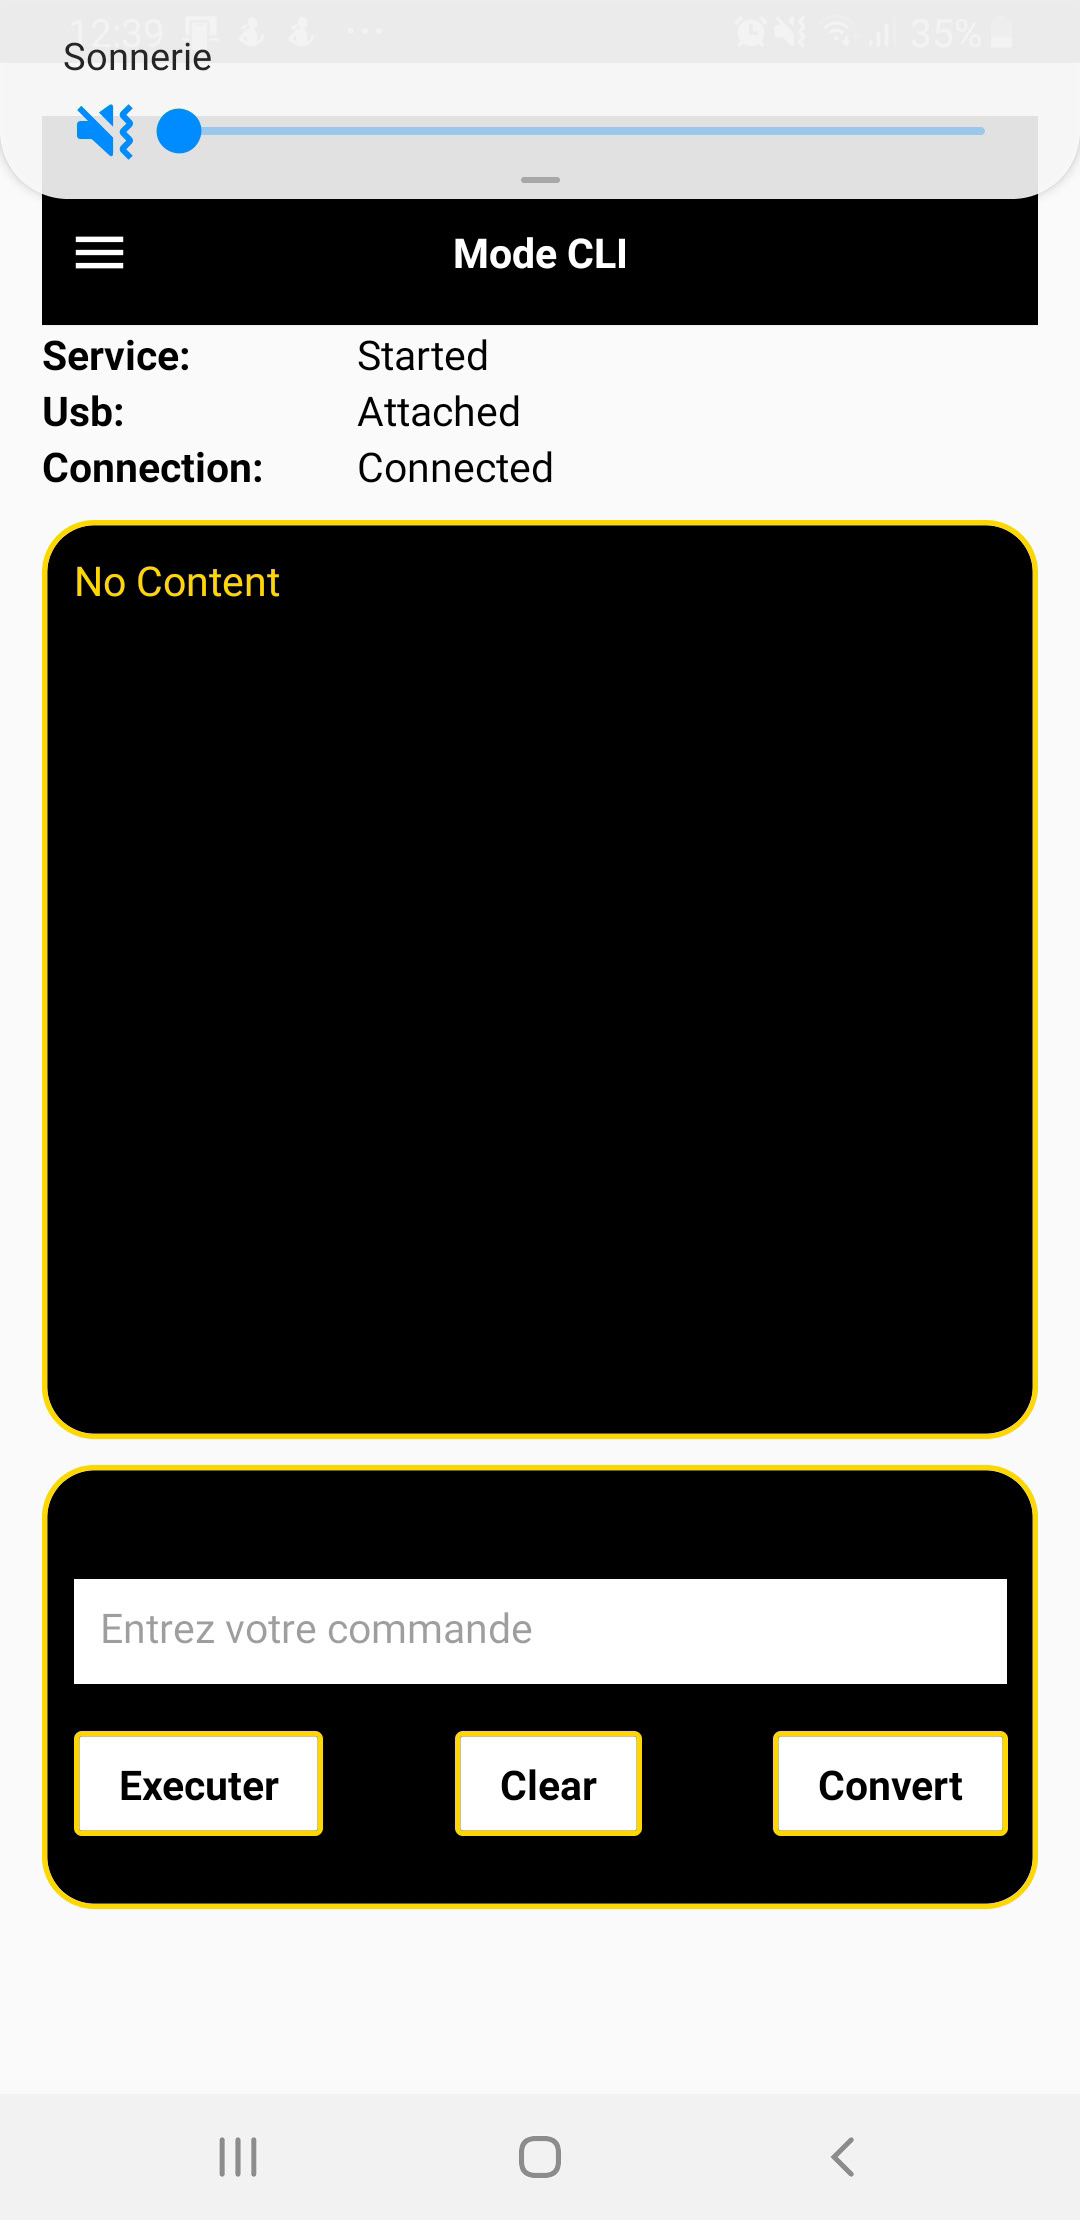 12:39
35%
Sonnerie
Mode CLI
Service: Started
Usb: Attached
Connection: Connected
No Content
Entrez votre commande
Executer Clear Convert